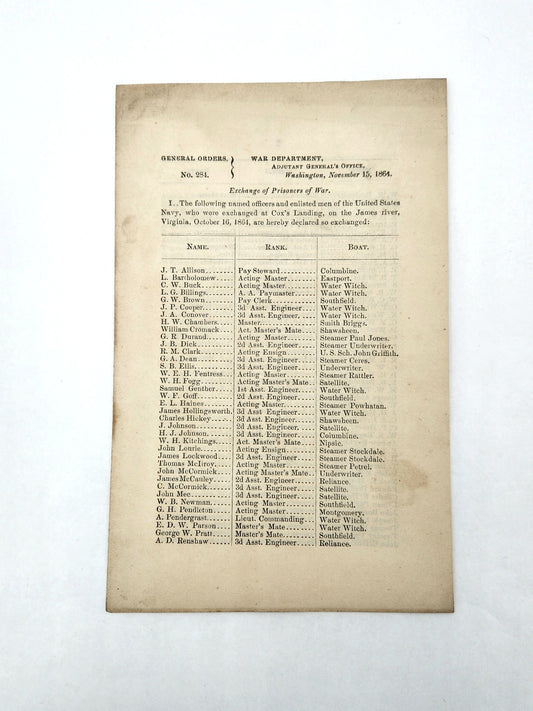 GENERAL ORDERS, } WAR DEPARTMENT,
ADJUTANT GENERAL'S OFFICE,
No. 284. Washington, November 15, 1864.
Exchange of Prisoners of War.
I..The following named officers and enlisted men of the United States
Navy, who were exchanged at Cox's Landing, on the James river,
Virginia, October 16, 1864, are hereby declared so exchanged:
NAME. RANK. BOAT.
J. T. Allison........ Pay Steward........ Columbine.
L. Bartholomew.... Acting Master........ Eastport.
C. W. Buck........ Acting Master........ Water Witch.
L. G. Billings........ A. A. Paymaster...... Water Witch.
G. W. Brown........ Pay Clerk........ Southfield.
J. P. Cooper........ 3d Asst. Engineer.... Water Witch.
J. A. Conover........ 3d Asst. Engineer, ... Water Witch.
H. W. Chambers.... Master........ Smith Briggs.
William Cromack.. Act. Master's Mate.... Shawsheen.
G. R. Durand........ Acting Master........ Steamer Paul Jones.
J. B. Dick........ 2d Asst. Engineer.... Steamer Underwriter.
R. M. Clark........ Acting Ensign........ U. S. Sch. John Griffith.
G. A. Dean........ 3d Asst. Engineer.... Steamer Ceres.
S. B. Ellis........ 3d Asst. Engineer.... Underwriter.
W. E. H. Fentress... Acting Master........ Steamer Rattler.
W. H. Fogg........ Acting Master's Mate.. Satellite.
Samuel Genther.... 1st Asst. Engineer.... Water Witch.
W. F. Goff........ 2d Asst. Engineer.... Southfield.
E. L. Haines........ Acting Master........ Steamer Powhatan.
James Hollingsworth. 3d Asst. Engineer.... Water Witch.
Charles Hickey.... 3d Asst. Engineer.... Shawsheen.
J. Johnson........ 2d Asst. Engineer.... Satellite.
H. J. Johnson........ 3d Asst. Engineer.... Columbine.
W. H. Kitchings.... Act. Master's Mate.... Nipsic.
John Lourie........ Acting Ensign........ Steamer Stockdale.
James Lockwood.... 3d Asst. Engineer.... Steamer Stockdale.
Thomas McIlroy.... Acting Master........ Steamer Petrel.
John McCormick.... Acting Master's Mate.. Underwriter.
James McCauley.... 2d Asst. Engineer.... Reliance.
C. McCormick........ 3d Asst. Engineer.... Satellite.
John Mee........ 3d Asst. Engineer.... Satellite.
W. B. Newman.... Acting Master........ Southfield.
G. H. Pendleton.... Acting Master........ Montgomery.
A. Pendergrast.... Lieut. Commanding.... Water Witch.
E. D. W. Parson.... Master's Mate........ Water Witch.
George W. Pratt.... Master's Mate........ Southfield.
A. D. Renshaw.... 3d Asst. Engineer.... Reliance.